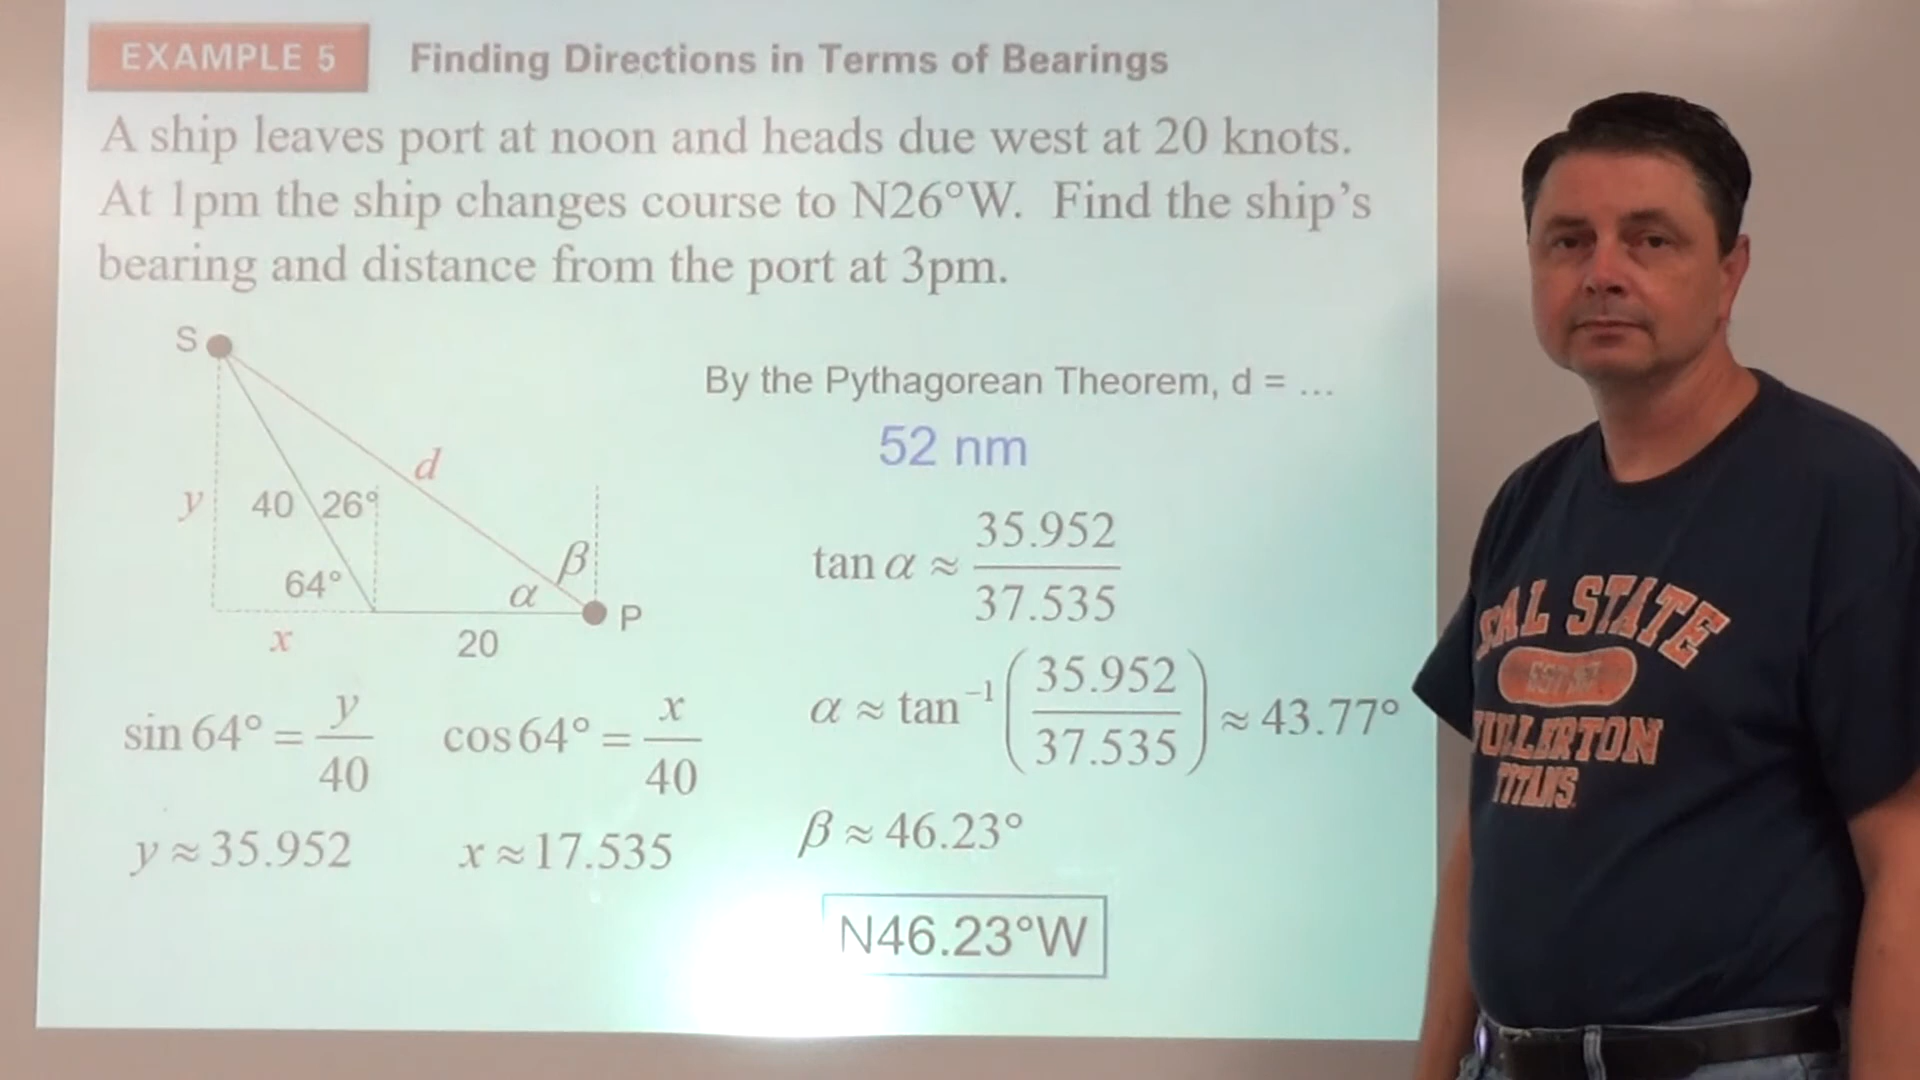 EXAMPLE 5 Finding Directions in Terms of Bearings
A ship leaves port at noon and heads due west at 20 knots.
At 1pm the ship changes course to N26°W. Find the ship's
bearing and distance from the port at 3pm.
S
By the Pythagorean Theorem, d = ...
52 nm
d
y 40 26°
β
64° α
P
x 20
tan α ≈ 35.952 / 37.535
sin 64° = y / 40 cos 64° = x / 40
α ≈ tan⁻¹ (35.952 / 37.535) ≈ 43.77°
y ≈ 35.952 x ≈ 17.535
β ≈ 46.23°
N46.23°W
CAL STATE
FULLERTON
TITANS